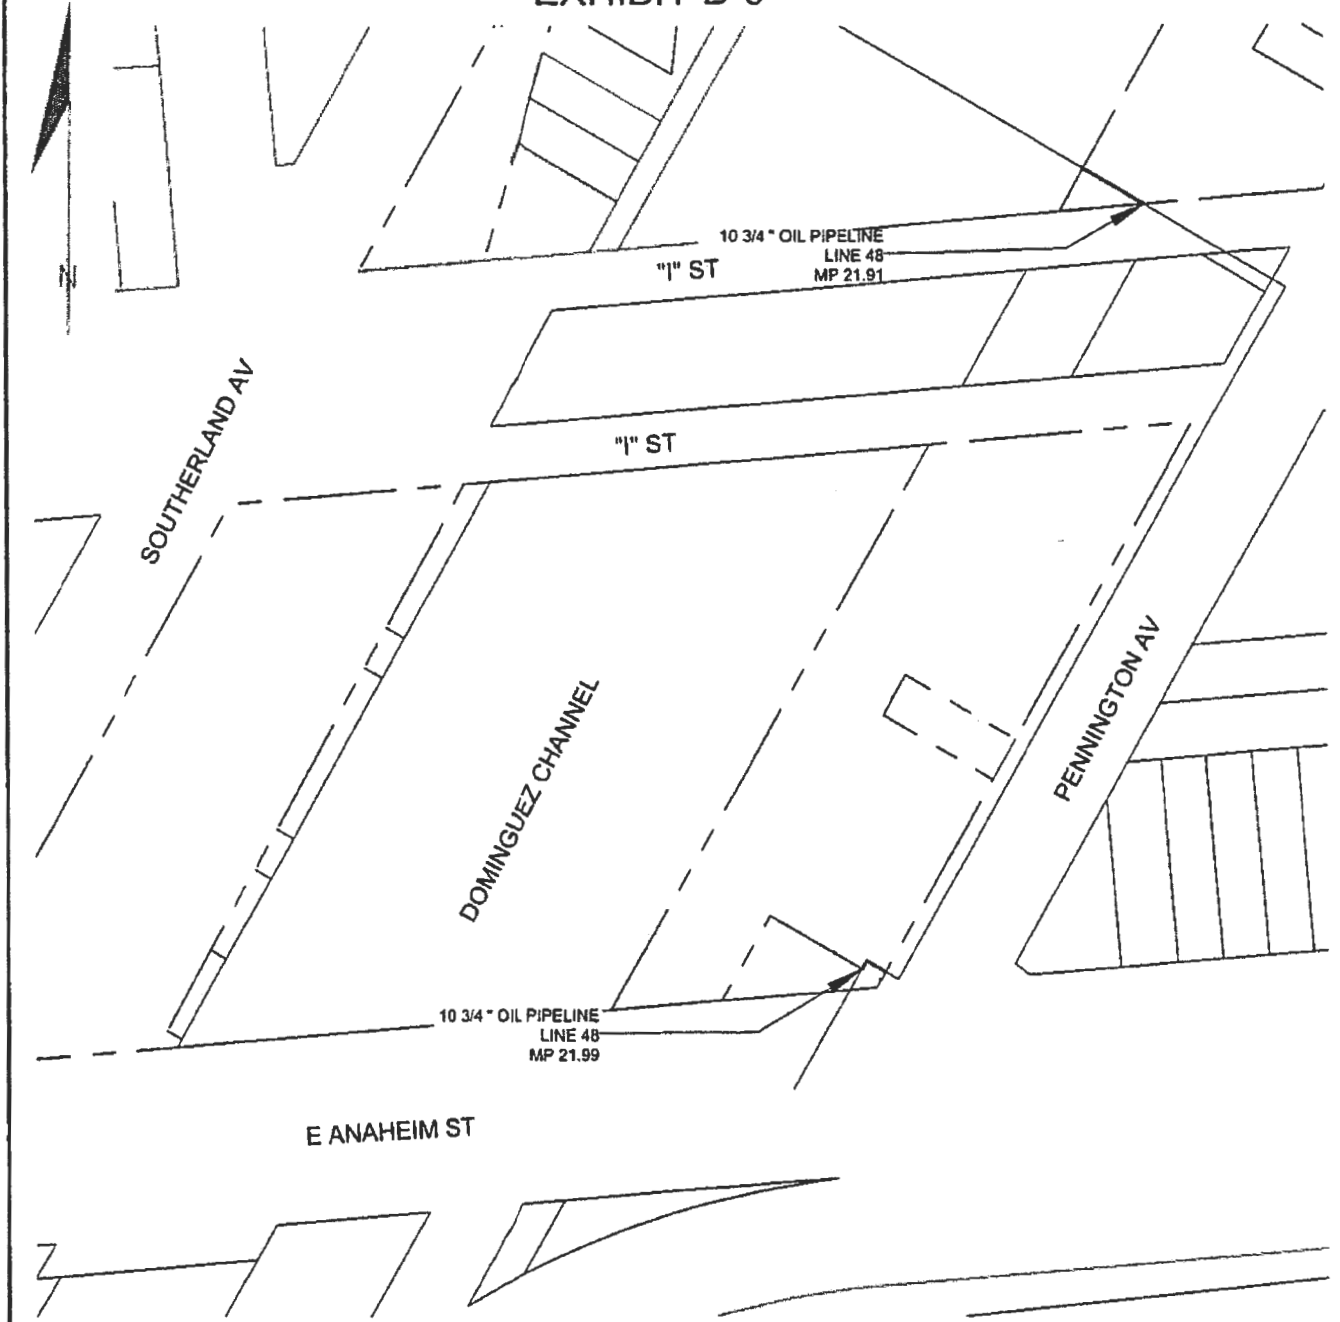 N
10 3/4 " OIL PIPELINE
LINE 48
MP 21.91
"I" ST
SOUTHERLAND AV
"I" ST
PENNINGTON AV
DOMINGUEZ CHANNEL
10 3/4 " OIL PIPELINE
LINE 48
MP 21.99
E ANAHEIM ST